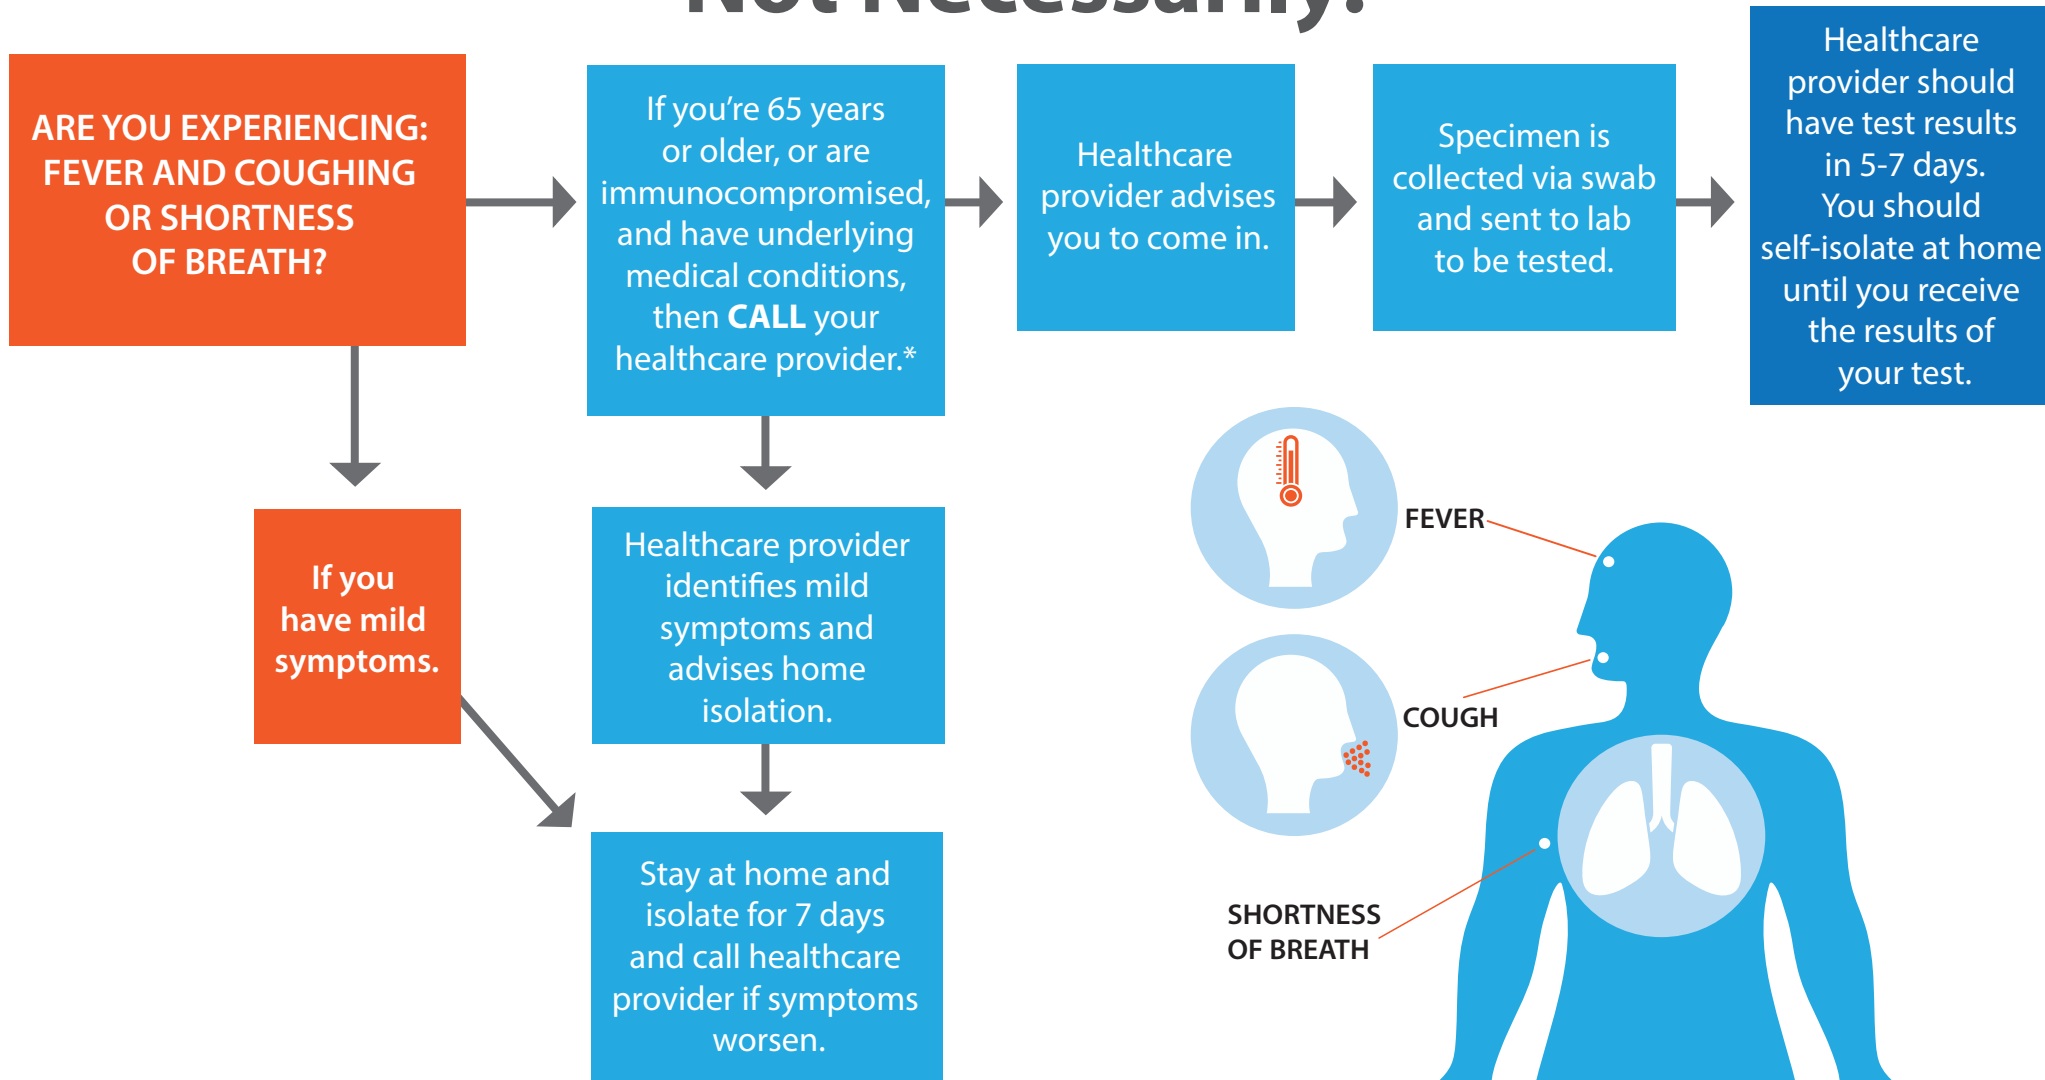 Not Necessarily.
ARE YOU EXPERIENCING:
FEVER AND COUGHING
OR SHORTNESS
OF BREATH?
If you’re 65 years
or older, or are
immunocompromised,
and have underlying
medical conditions,
then CALL your
healthcare provider.*
Healthcare
provider advises
you to come in.
Specimen is
collected via swab
and sent to lab
to be tested.
Healthcare
provider should
have test results
in 5-7 days.
You should
self-isolate at home
until you receive
the results of
your test.
If you
have mild
symptoms.
Healthcare provider
identifies mild
symptoms and
advises home
isolation.
Stay at home and
isolate for 7 days
and call healthcare
provider if symptoms
worsen.
FEVER
COUGH
SHORTNESS
OF BREATH